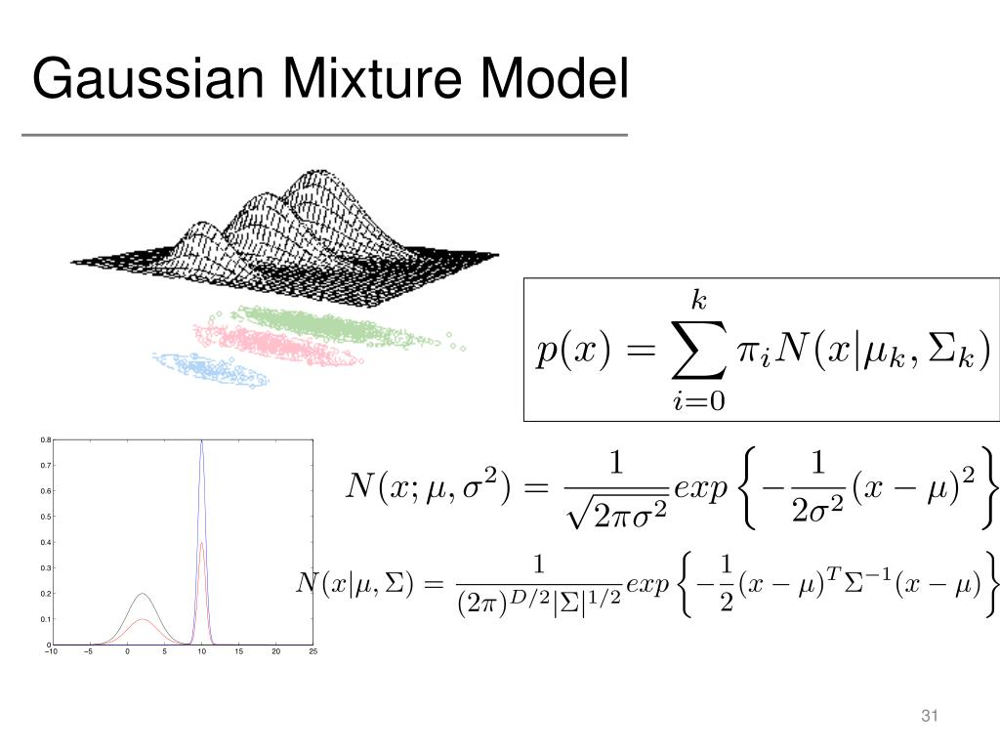 Gaussian Mixture Model
p(x) = \sum_{i=0}^{k} \pi_i N(x|\mu_k, \Sigma_k)
N(x; \mu, \sigma^2) = \frac{1}{\sqrt{2\pi\sigma^2}} exp \left\{ -\frac{1}{2\sigma^2}(x - \mu)^2 \right\}
N(x|\mu, \Sigma) = \frac{1}{(2\pi)^{D/2}|\Sigma|^{1/2}} exp \left\{ -\frac{1}{2}(x - \mu)^T \Sigma^{-1}(x - \mu) \right\}
0.8
0.7
0.6
0.5
0.4
0.3
0.2
0.1
0
−10 −5 0 5 10 15 20 25
31